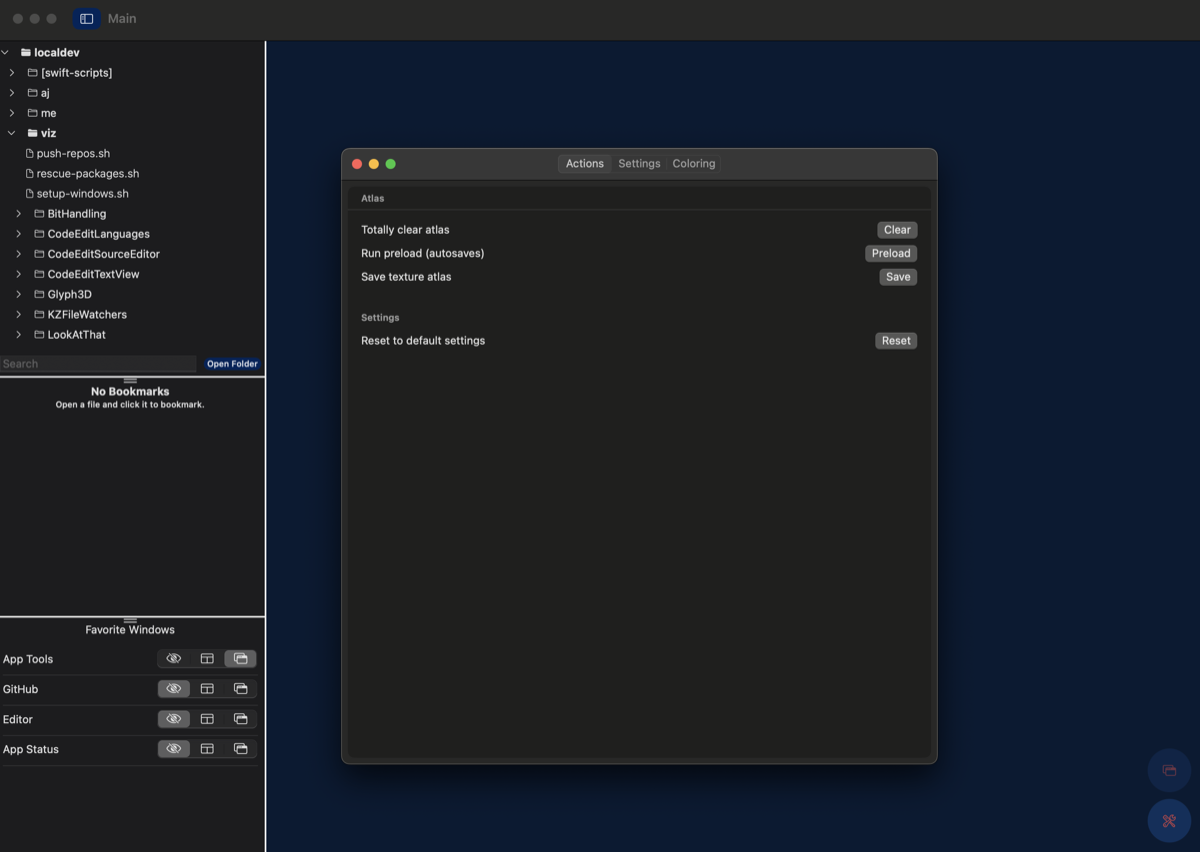 Main
localdev
[swift-scripts]
aj
me
viz
push-repos.sh
rescue-packages.sh
setup-windows.sh
BitHandling
CodeEditLanguages
CodeEditSourceEditor
CodeEditTextView
Glyph3D
KZFileWatchers
LookAtThat
Search
Open Folder
No Bookmarks
Open a file and click it to bookmark.
Favorite Windows
App Tools
GitHub
Editor
App Status
Actions Settings Coloring
Atlas
Totally clear atlas Clear
Run preload (autosaves) Preload
Save texture atlas Save
Settings
Reset to default settings Reset